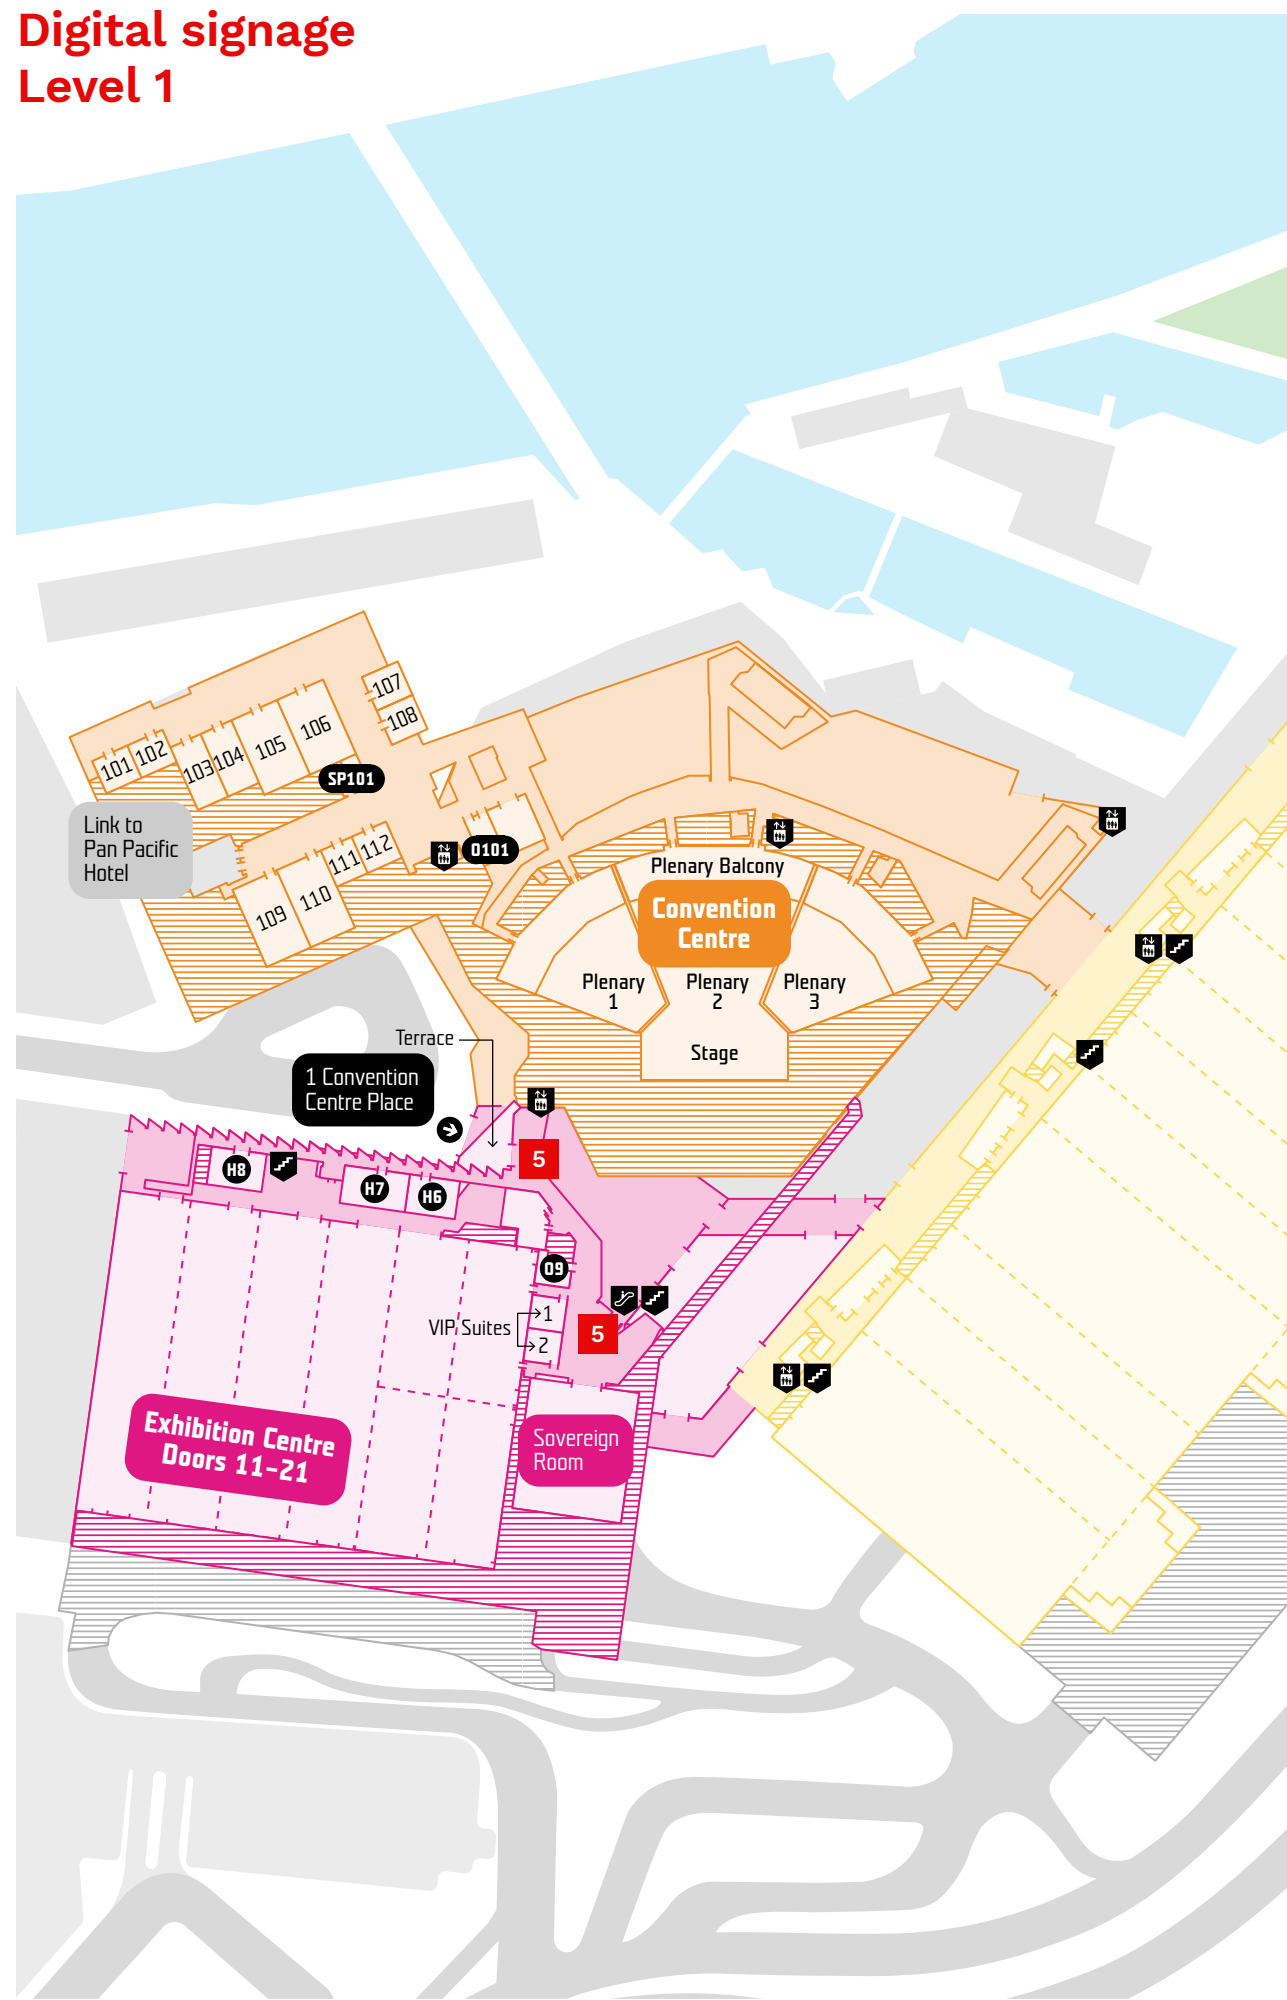 Digital signage
Level 1
107
108
106
105
104
103
102
101
SP101
Link to
Pan Pacific
Hotel
112
111
110
109
O101
Plenary Balcony
Convention
Centre
Plenary
1
Plenary
2
Plenary
3
Stage
Terrace
1 Convention
Centre Place
5
H8
H7
H6
O9
VIP Suites
1
2
5
Exhibition Centre
Doors 11-21
Sovereign
Room